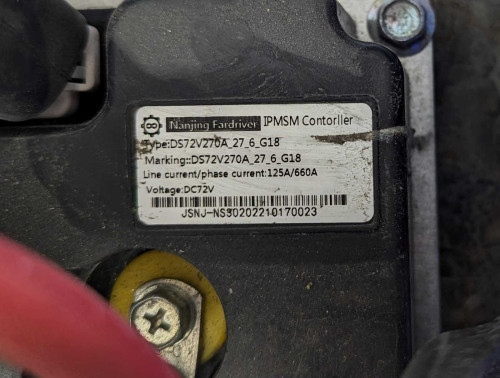 Nanjing Fardriver IPMSM Contorller
Type:DS72V270A_27_6_G18
Marking::DS72V270A_27_6_G18
Line current/phase current:125A/660A
Voltage:DC72V
JSNJ-NS30202210170023